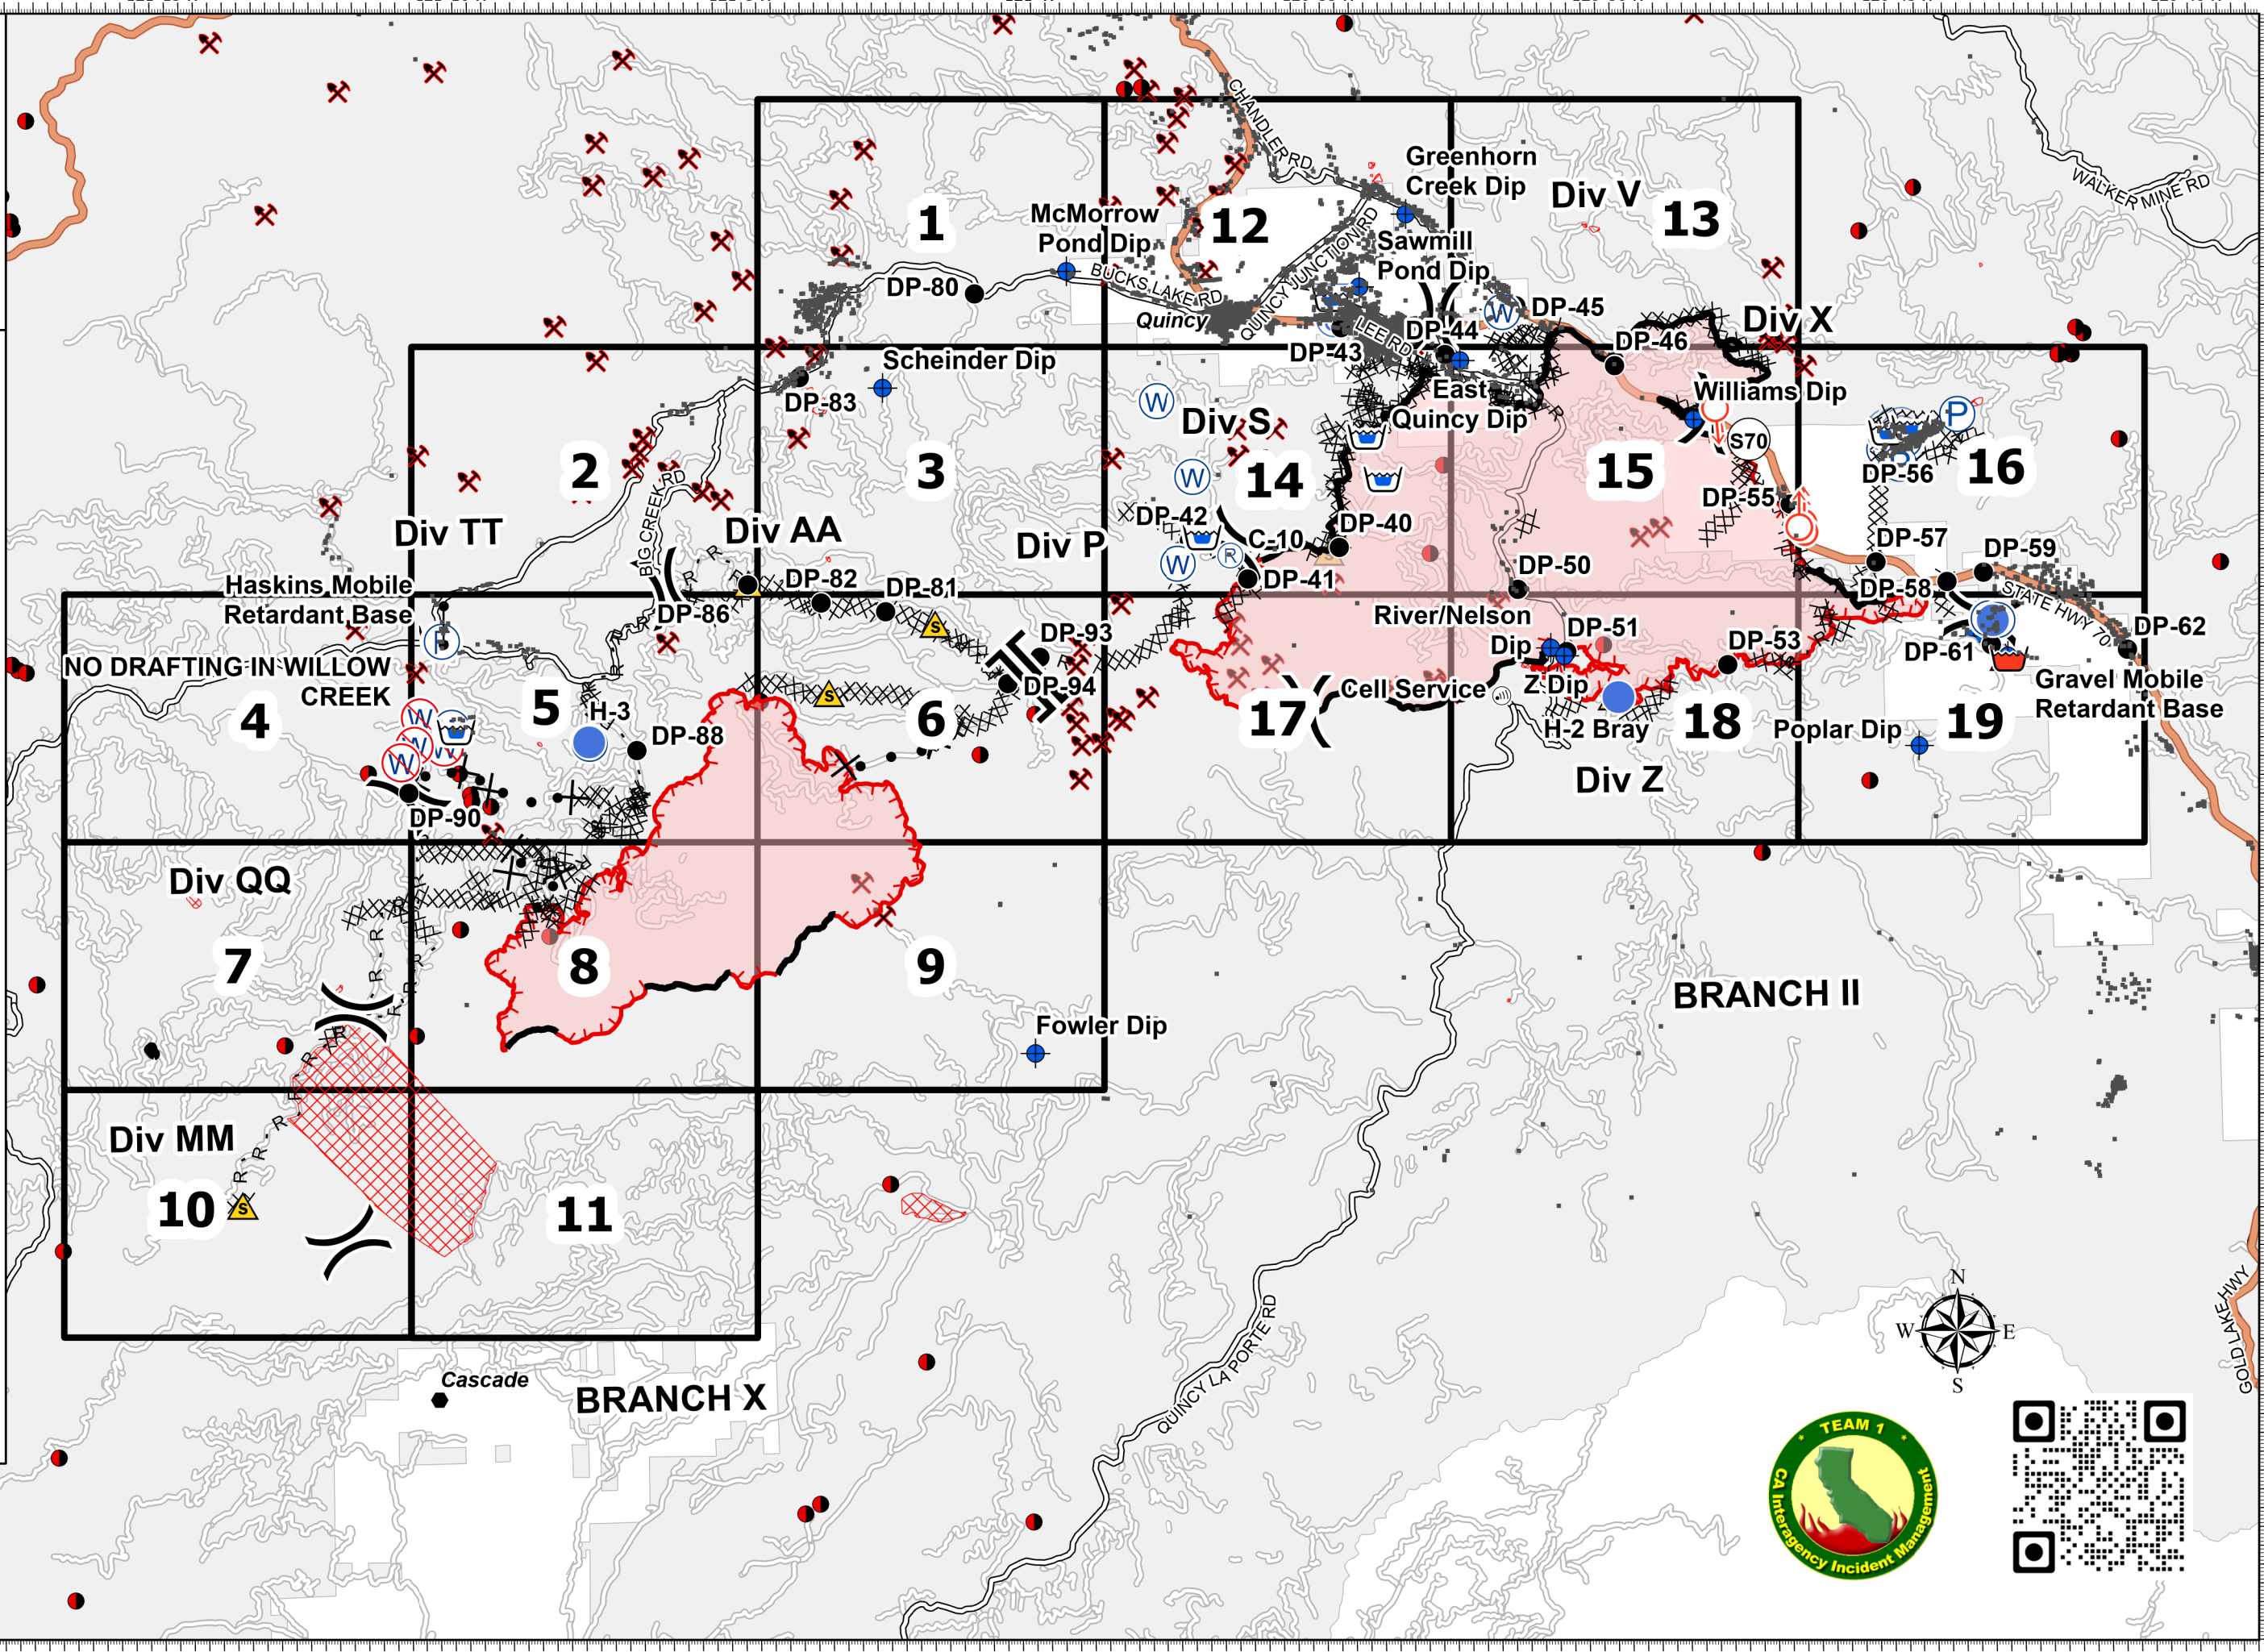 CHANDLER RD
WALKER MINE RD
Greenhorn
Creek Dip
Div V
1
12
13
McMorrow
Pond Dip
Sawmill
Pond Dip
BUCKS LAKE RD
QUINCY JUNCTION RD
DP-80
Quincy
W
DP-45
LEE RD
DP-44
DP-43
DP-46
Div X
Scheinder Dip
DP-83
East
Quincy Dip
Williams Dip
W
Div S
S70
P
2
3
W
14
15
DP-56
16
BIG CREEK RD
Div TT
Div AA
Div P
DP-42
C-10
DP-40
DP-55
W
R
DP-41
DP-57
DP-59
DP-50
DP-58
Haskins Mobile
Retardant Base
DP-86
DP-82
DP-81
S
River/Nelson
Dip
DP-51
STATE HWY 70
DP-62
DP-93
DP-53
DP-61
NO DRAFTING IN WILLOW
CREEK
DP-94
S
Cell Service
Z Dip
Gravel Mobile
Retardant Base
4
W
W
W
5
H-3
DP-88
6
17
H-2 Bray
18
Poplar Dip
19
Div Z
DP-90
Div QQ
7
8
9
BRANCH II
R
R
R
Fowler Dip
R
R
Div MM
R
R
R
10
S
11
QUINCY LA PORTE RD
GOLD LAKE HWY
N
W
E
S
Cascade
BRANCH X
TEAM 1
CA Interagency Incident Management